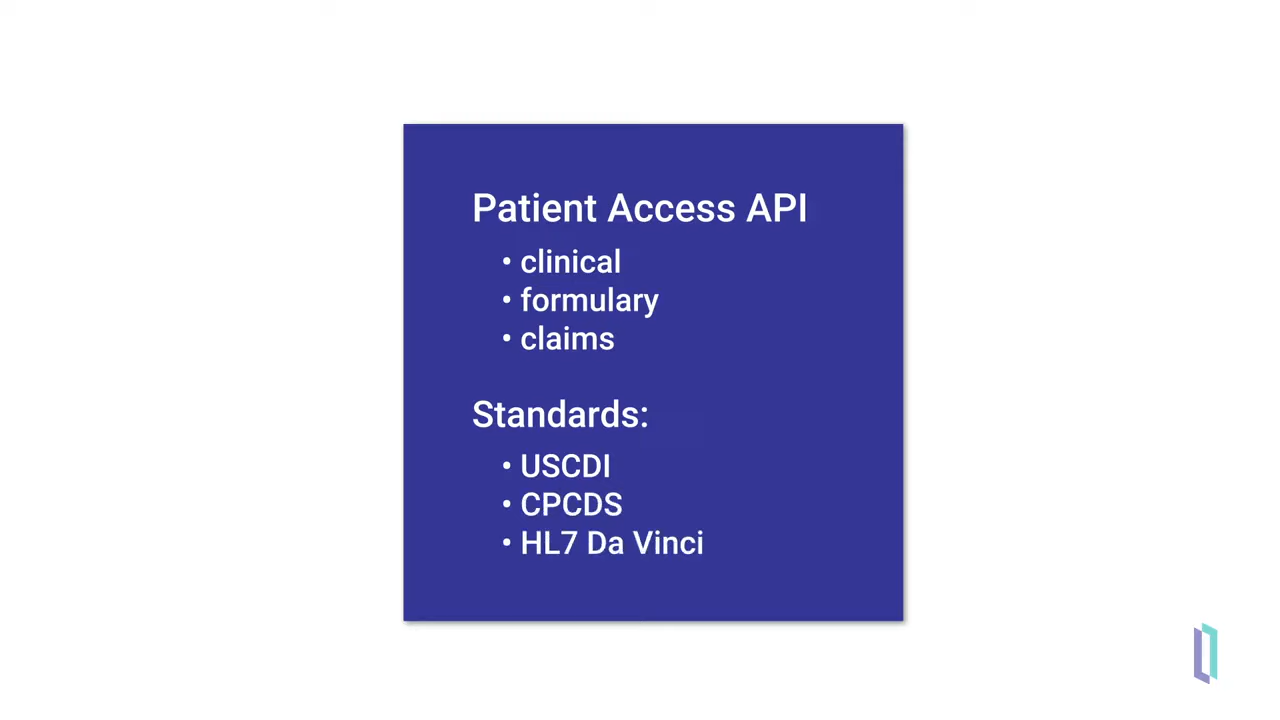 Patient Access API
• clinical
• formulary
• claims
Standards:
• USCDI
• CPCDS
• HL7 Da Vinci